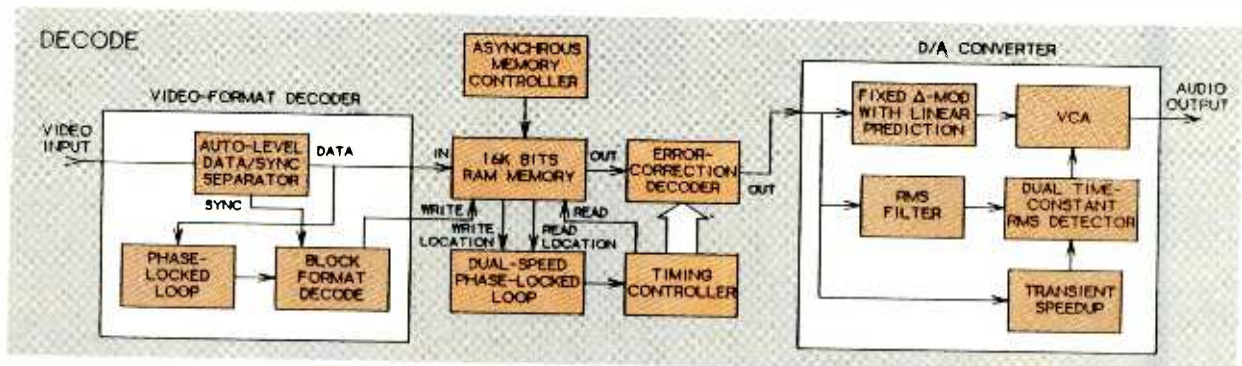 DECODE
VIDEO-FORMAT DECODER
VIDEO
INPUT
AUTO-LEVEL
DATA/SYNC
SEPARATOR
DATA
SYNC
PHASE-
LOCKED
LOOP
BLOCK
FORMAT
DECODE
ASYNCHROUS
MEMORY
CONTROLLER
IN
16K BITS
RAM MEMORY
OUT
WRITE
WRITE
LOCATION
READ
READ
LOCATION
DUAL-SPEED
PHASE-LOCKED
LOOP
ERROR-
CORRECTION
DECODER
OUT
TIMING
CONTROLLER
D/A CONVERTER
FIXED Δ-MOD
WITH LINEAR
PREDICTION
VCA
AUDIO
OUTPUT
RMS
FILTER
DUAL TIME-
CONSTANT
RMS DETECTOR
TRANSIENT
SPEEDUP